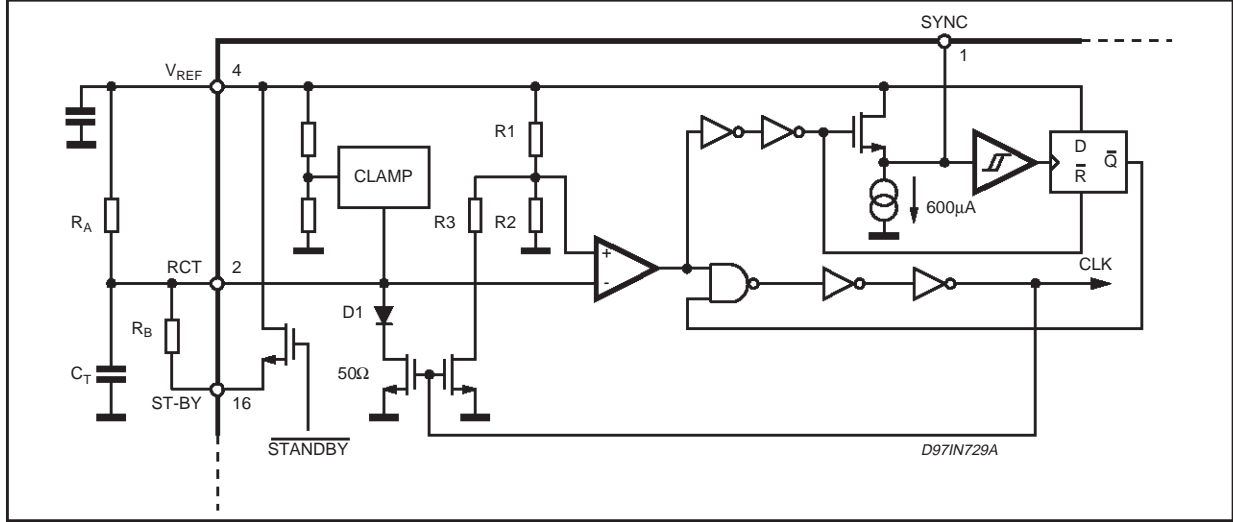 SYNC
1
VREF
4
R1
D
R̅
Q̅
CLAMP
RA
R3
R2
600µA
RCT
2
+
-
CLK
D1
RB
50Ω
CT
ST-BY
16
STANDBY
D97IN729A